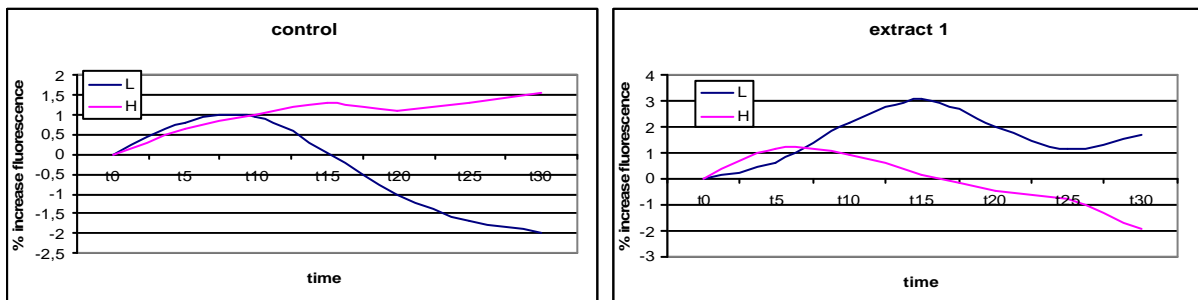 control
% increase fluorescence
2
1,5
1
0,5
0
-0,5
-1
-1,5
-2
-2,5
L
H
t0 t5 t10 t15 t20 t25 t30
time
extract 1
% increase fluorescence
4
3
2
1
0
-1
-2
-3
L
H
t0 t5 t10 t15 t20 t25 t30
time